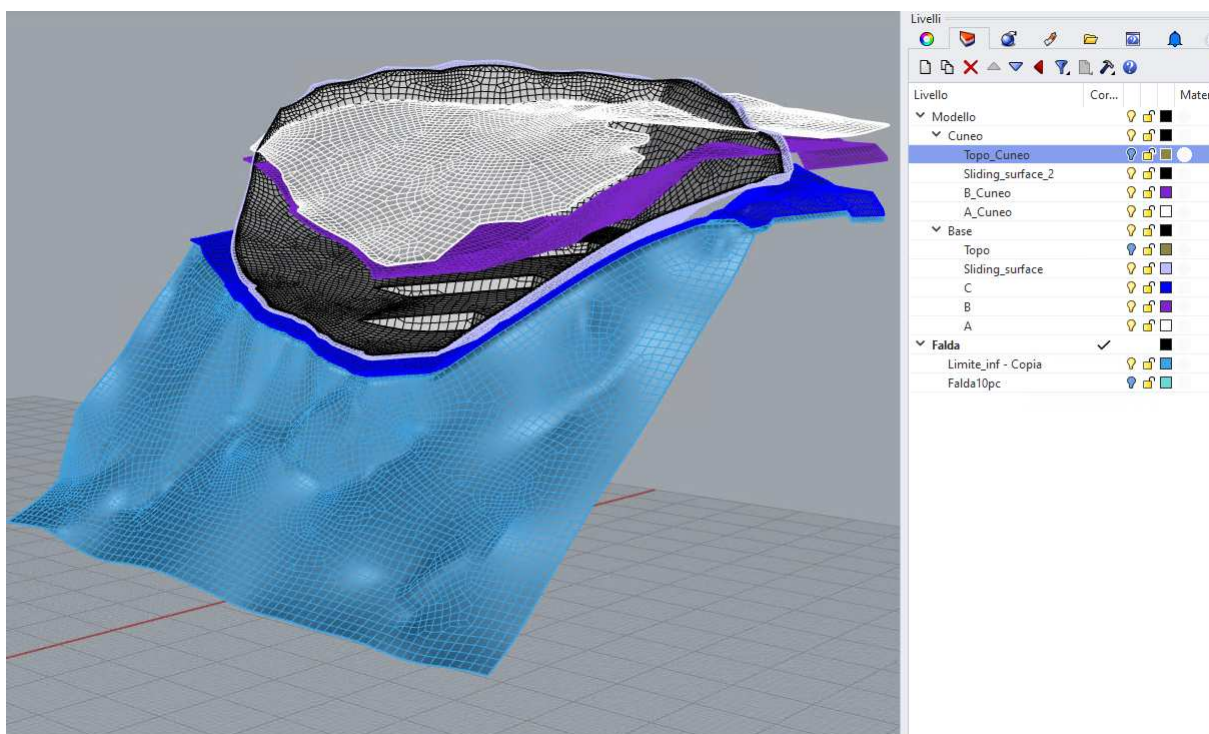 Livelli
Livello Cor... Mater
Modello
Cuneo
Topo_Cuneo
Sliding_surface_2
B_Cuneo
A_Cuneo
Base
Topo
Sliding_surface
C
B
A
Falda
Limite_inf - Copia
Falda10pc